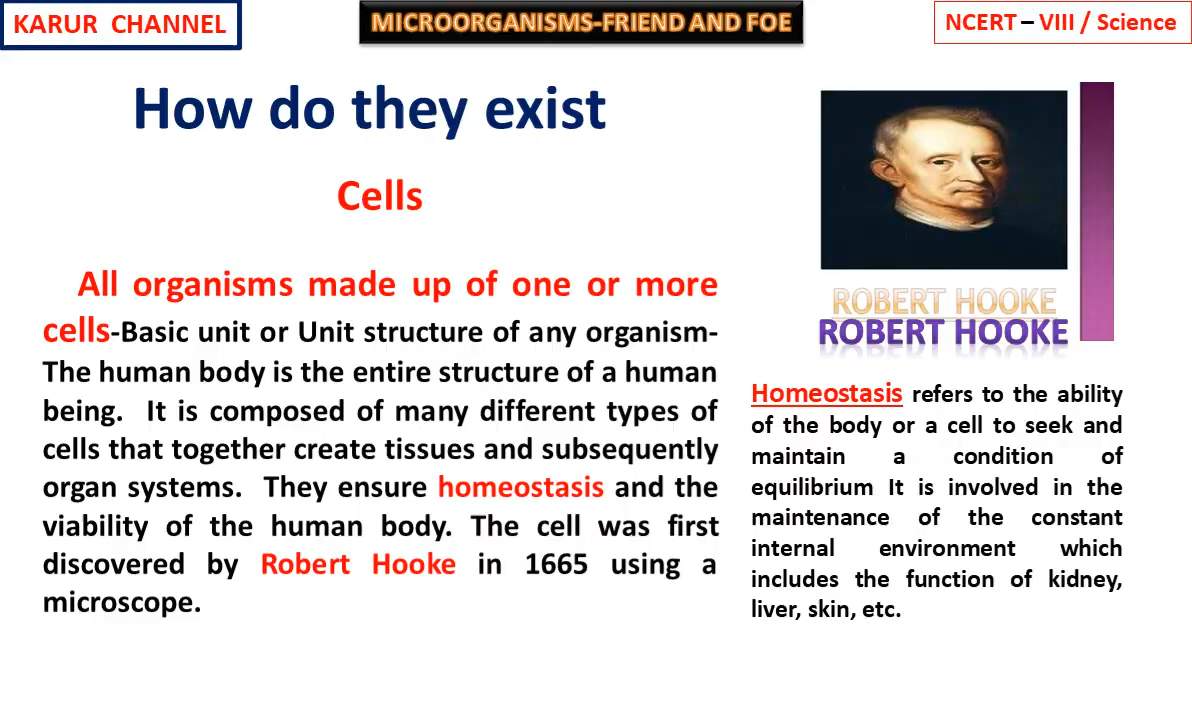 KARUR CHANNEL
MICROORGANISMS-FRIEND AND FOE
NCERT – VIII / Science
How do they exist
Cells
All organisms made up of one or more
cells-Basic unit or Unit structure of any organism-
The human body is the entire structure of a human
being. It is composed of many different types of
cells that together create tissues and subsequently
organ systems. They ensure homeostasis and the
viability of the human body. The cell was first
discovered by Robert Hooke in 1665 using a
microscope.
ROBERT HOOKE
ROBERT HOOKE
Homeostasis refers to the ability
of the body or a cell to seek and
maintain a condition of
equilibrium It is involved in the
maintenance of the constant
internal environment which
includes the function of kidney,
liver, skin, etc.